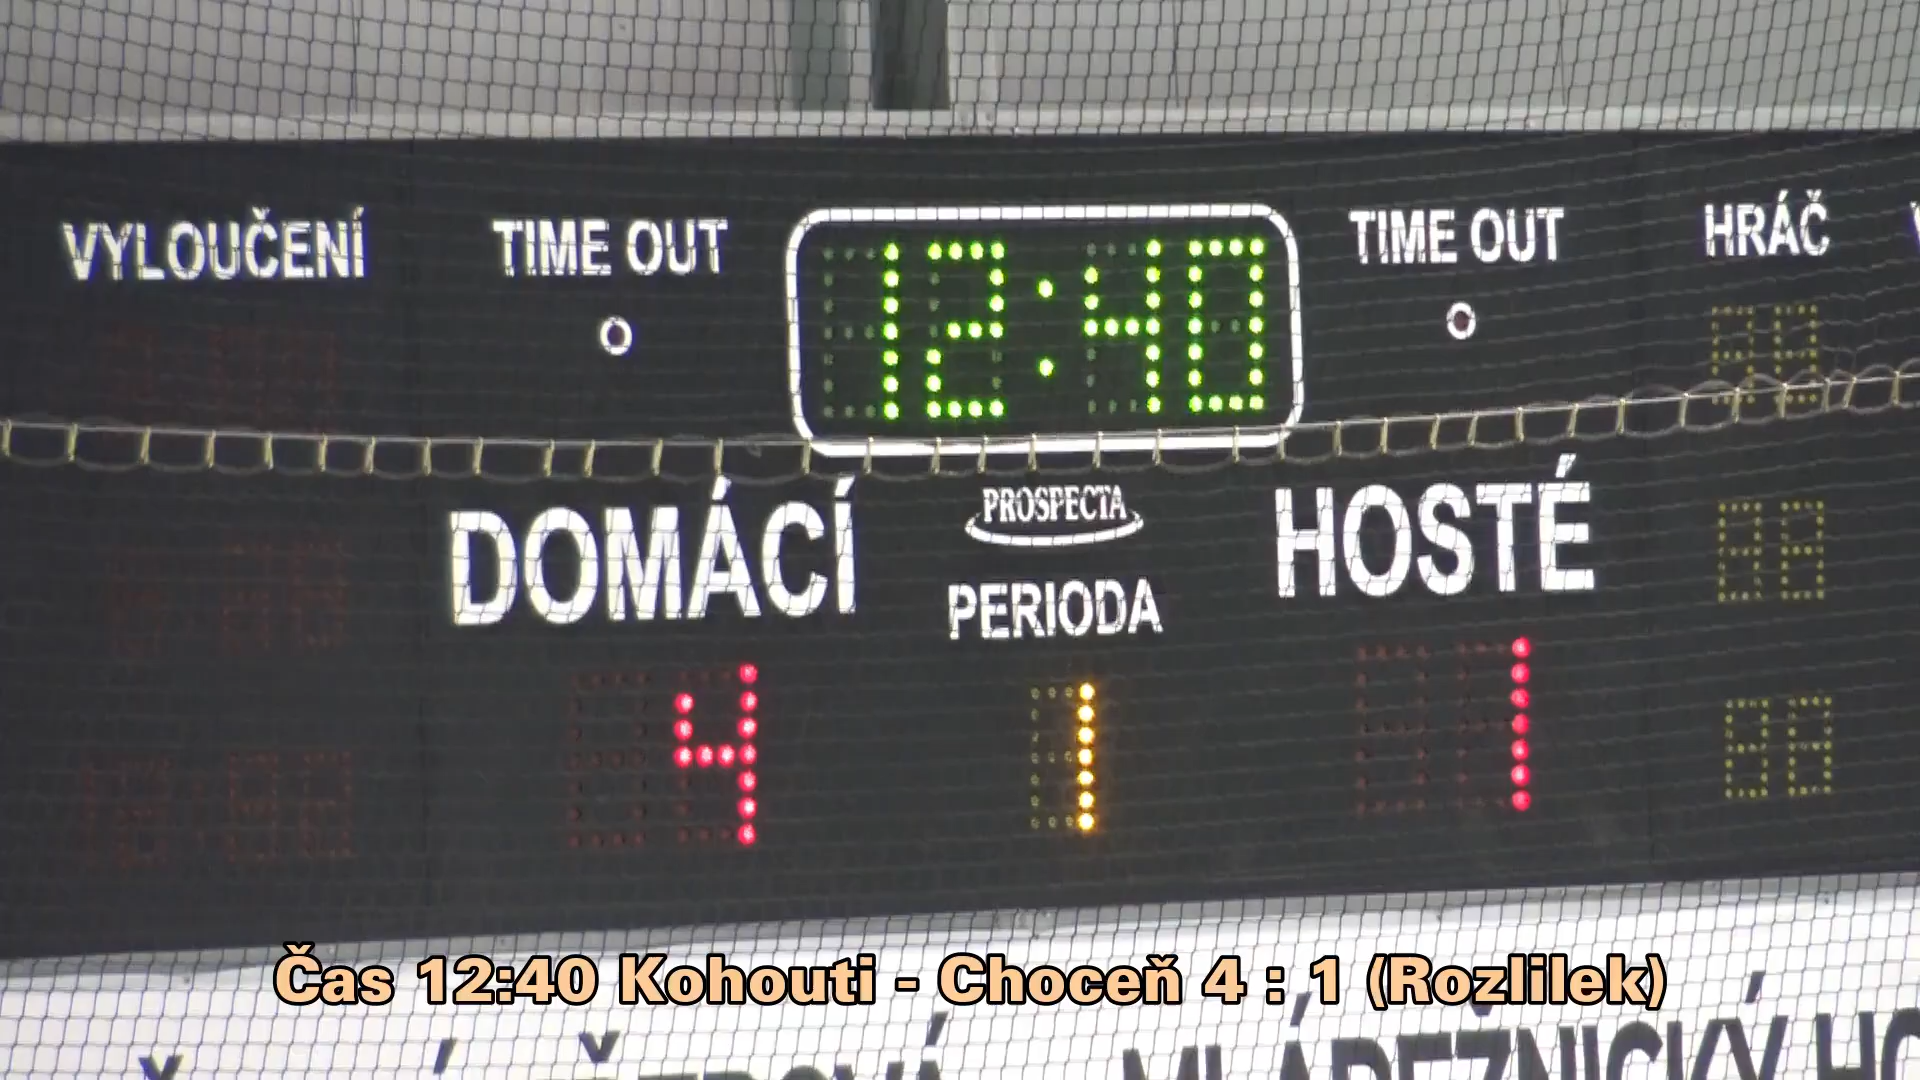 VYLOUČENÍ
TIME OUT
12:40
TIME OUT
HRÁČ
DOMÁCÍ
PROSPECTA
HOSTÉ
PERIODA
4
1
1
Čas 12:40 Kohouti - Choceň 4 : 1 (Rozlilek)
MLÁDEŽNICKÝ